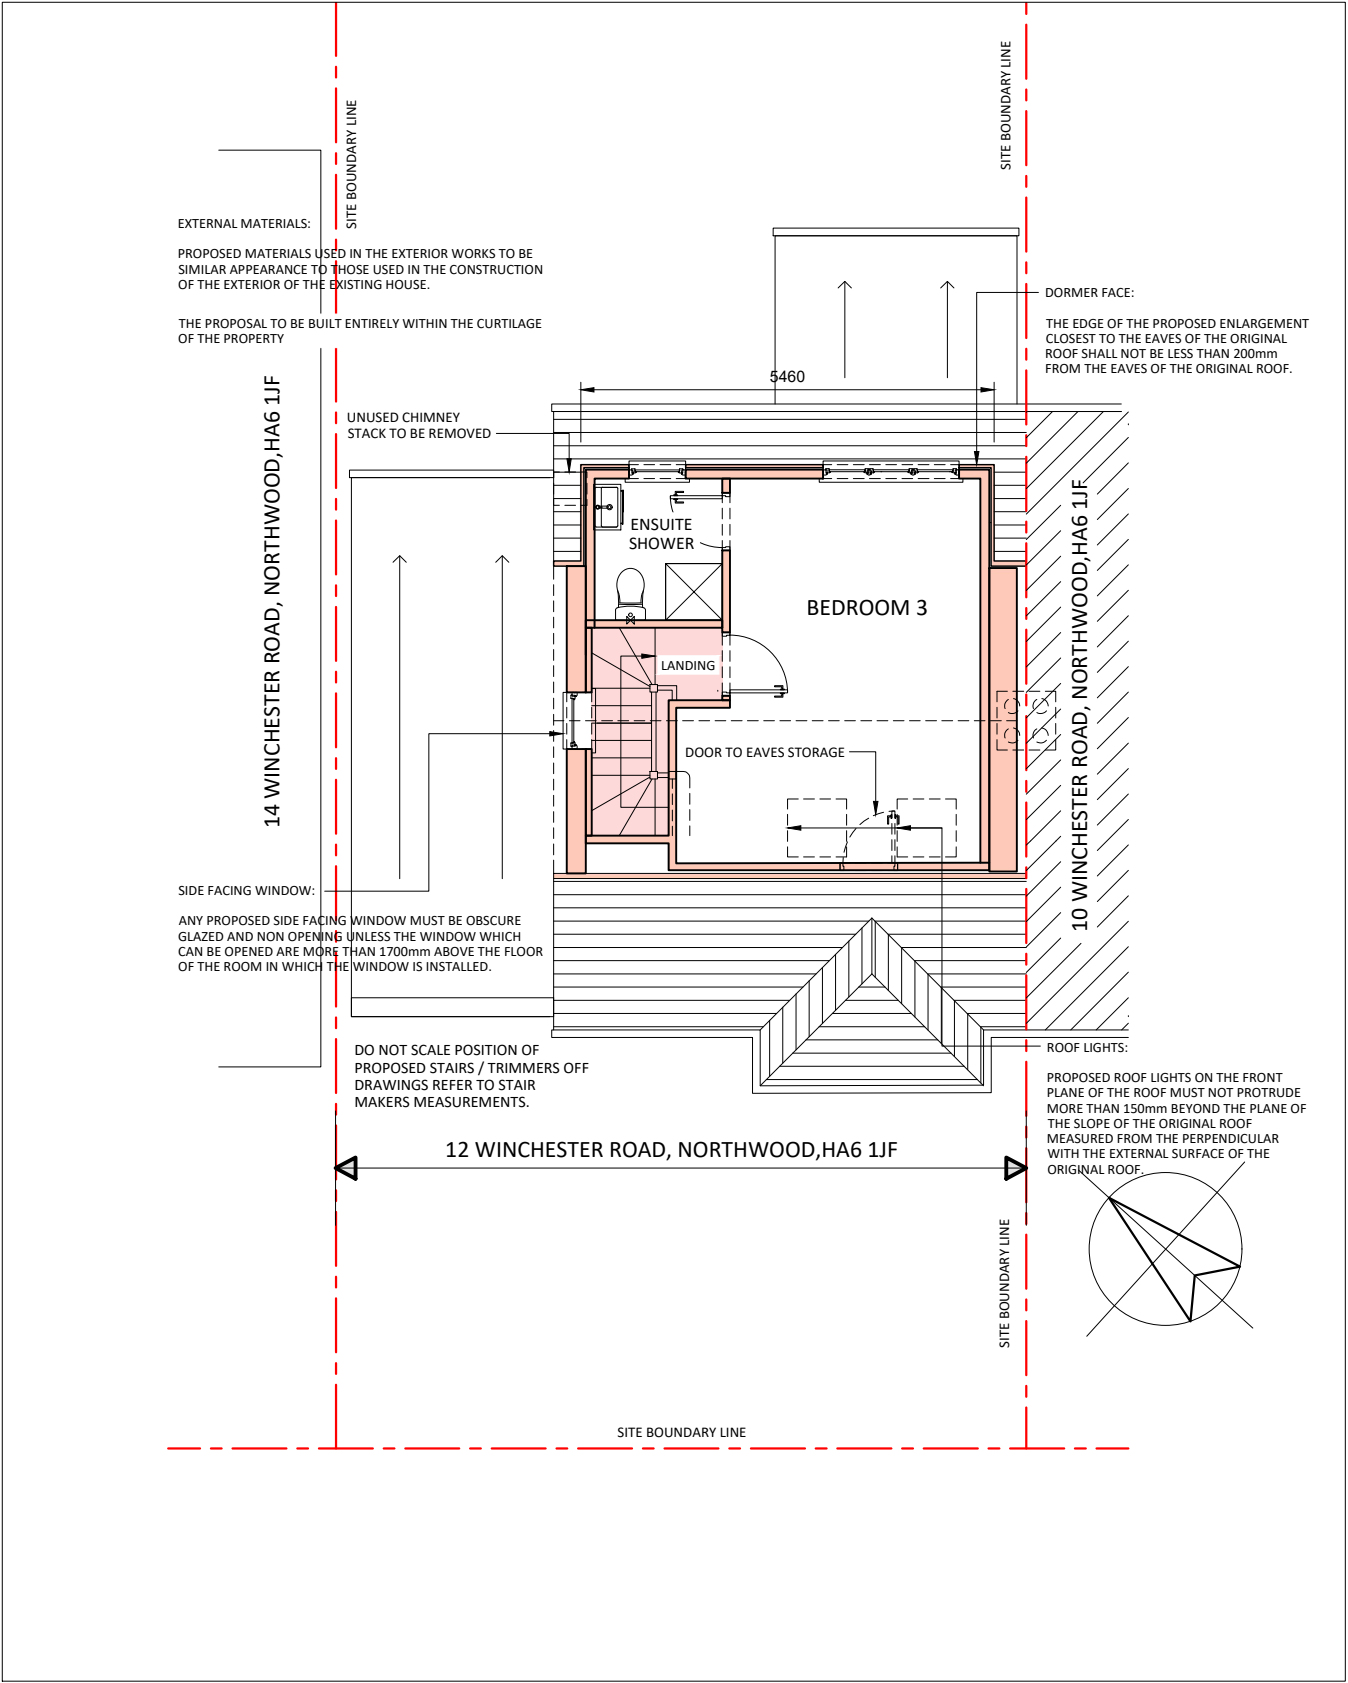 SITE BOUNDARY LINE
SITE BOUNDARY LINE
EXTERNAL MATERIALS:
PROPOSED MATERIALS USED IN THE EXTERIOR WORKS TO BE
SIMILAR APPEARANCE TO THOSE USED IN THE CONSTRUCTION
OF THE EXTERIOR OF THE EXISTING HOUSE.
THE PROPOSAL TO BE BUILT ENTIRELY WITHIN THE CURTILAGE
OF THE PROPERTY
DORMER FACE:
THE EDGE OF THE PROPOSED ENLARGEMENT
CLOSEST TO THE EAVES OF THE ORIGINAL
ROOF SHALL NOT BE LESS THAN 200mm
FROM THE EAVES OF THE ORIGINAL ROOF.
5460
UNUSED CHIMNEY
STACK TO BE REMOVED
14 WINCHESTER ROAD, NORTHWOOD,HA6 1JF
ENSUITE
SHOWER
BEDROOM 3
LANDING
10 WINCHESTER ROAD, NORTHWOOD,HA6 1JF
DOOR TO EAVES STORAGE
SIDE FACING WINDOW:
ANY PROPOSED SIDE FACING WINDOW MUST BE OBSCURE
GLAZED AND NON OPENING UNLESS THE WINDOW WHICH
CAN BE OPENED ARE MORE THAN 1700mm ABOVE THE FLOOR
OF THE ROOM IN WHICH THE WINDOW IS INSTALLED.
DO NOT SCALE POSITION OF
PROPOSED STAIRS / TRIMMERS OFF
DRAWINGS REFER TO STAIR
MAKERS MEASUREMENTS.
ROOF LIGHTS:
PROPOSED ROOF LIGHTS ON THE FRONT
PLANE OF THE ROOF MUST NOT PROTRUDE
MORE THAN 150mm BEYOND THE PLANE OF
THE SLOPE OF THE ORIGINAL ROOF
MEASURED FROM THE PERPENDICULAR
WITH THE EXTERNAL SURFACE OF THE
ORIGINAL ROOF.
12 WINCHESTER ROAD, NORTHWOOD,HA6 1JF
SITE BOUNDARY LINE
SITE BOUNDARY LINE